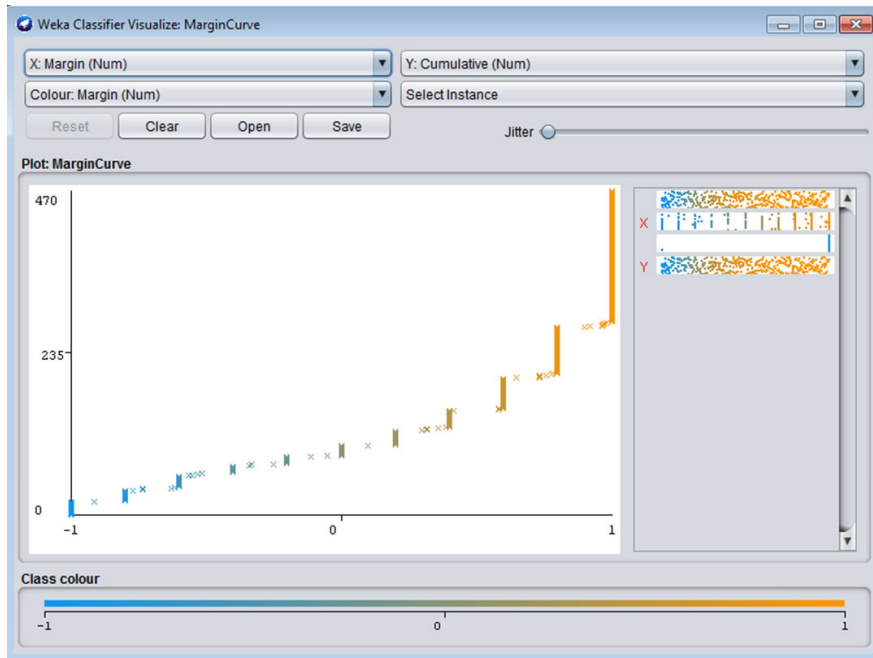 Weka Classifier Visualize: MarginCurve
X: Margin (Num)
Y: Cumulative (Num)
Colour: Margin (Num)
Select Instance
Reset
Clear
Open
Save
Jitter
Plot: MarginCurve
470
235
0
-1
0
1
X
Y
Class colour
-1
0
1